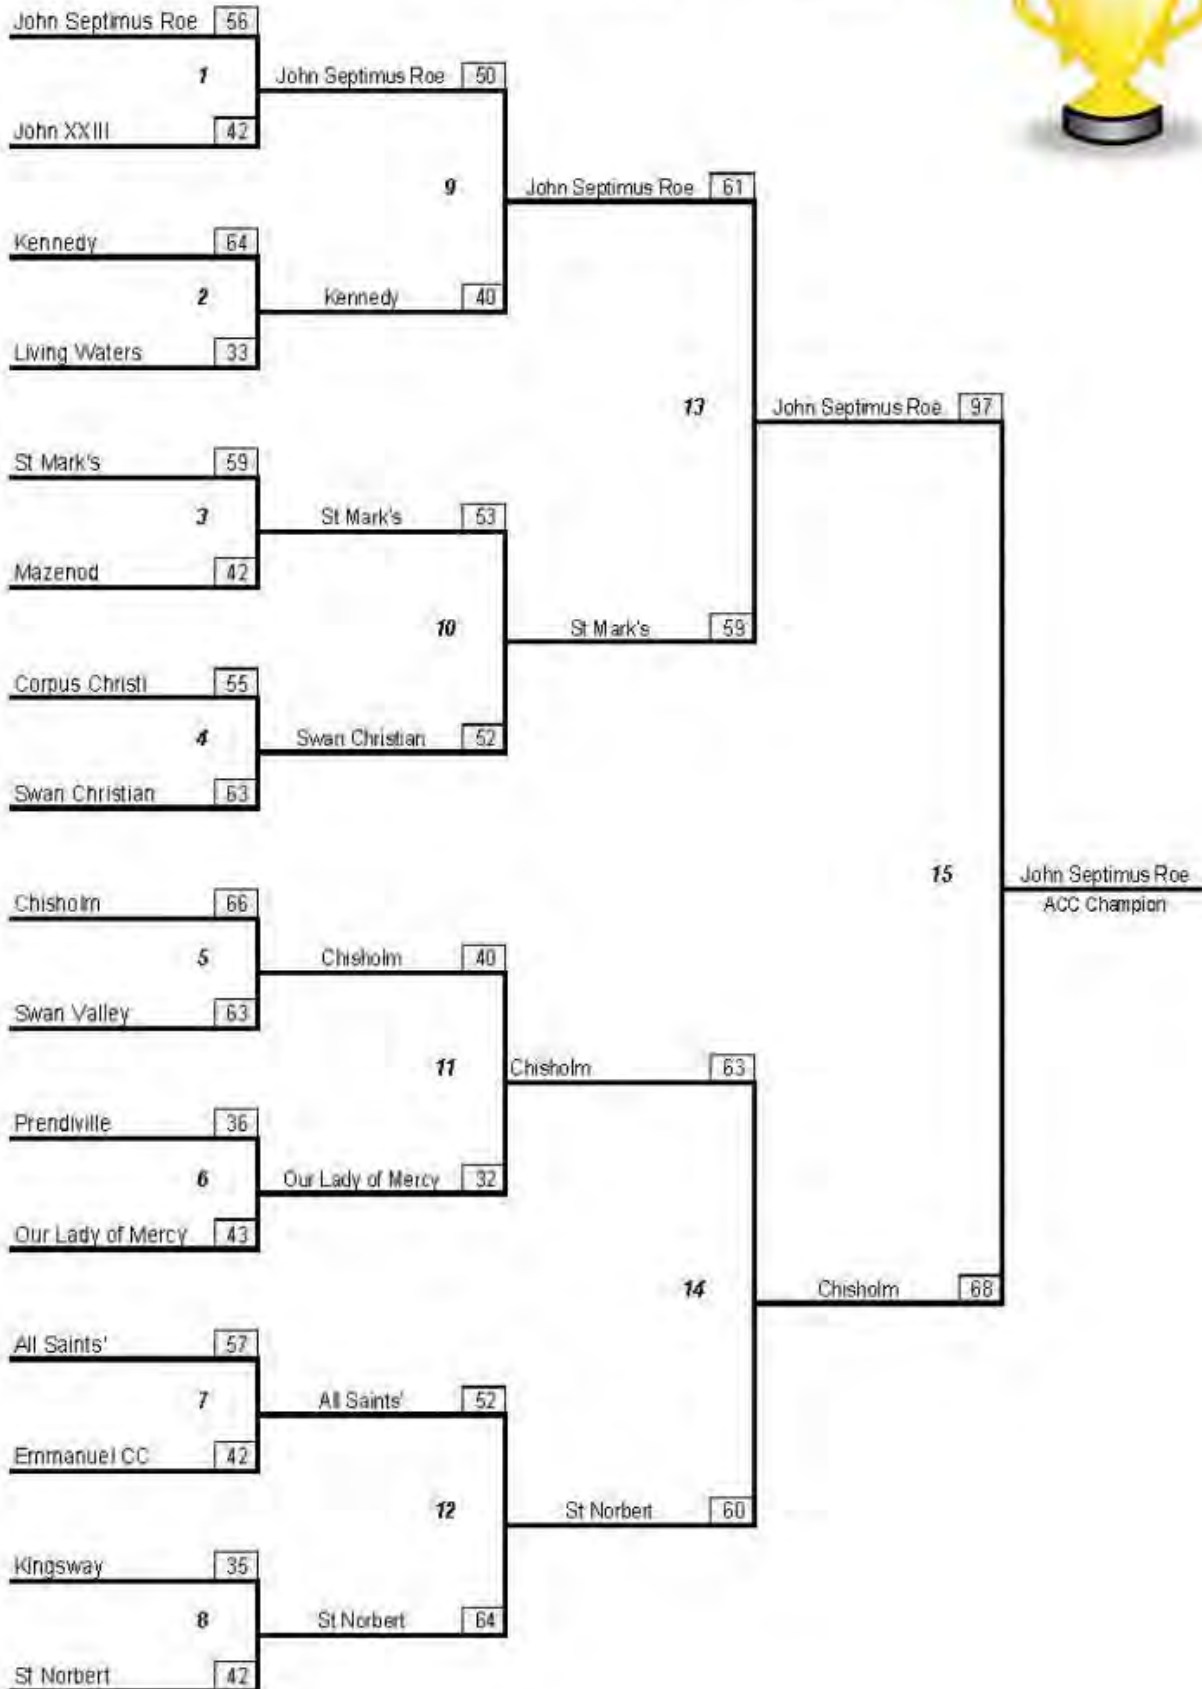 John Septimus Roe 56
1
John Septimus Roe 50
John XXIII 42
9
John Septimus Roe 61
Kennedy 64
2
Kennedy 40
Living Waters 33
13
John Septimus Roe 97
St Mark's 59
3
St Mark's 53
Mazenod 42
10
St Mark's 59
Corpus Christi 55
4
Swan Christian 52
Swan Christian 63
15
John Septimus Roe
ACC Champion
Chisholm 66
5
Chisholm 40
Swan Valley 63
11
Chisholm 63
Prendiville 36
6
Our Lady of Mercy 32
Our Lady of Mercy 43
14
Chisholm 68
All Saints' 57
7
All Saints' 52
Emmanuel CC 42
12
St Norbert 60
Kingsway 35
8
St Norbert 64
St Norbert 42